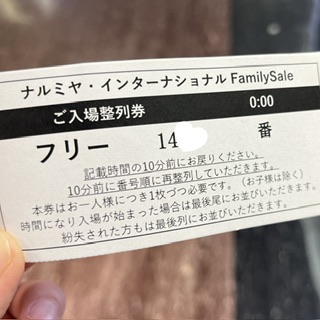 ナルミヤ・インターナショナル FamilySale
ご入場整列券 0:00
フリー 14 番
記載時間の10分前にお戻りください。
10分前に番号順に再整列していただきます。
本券はお一人様につき1枚づつ必要です。（お子様は除く）
時間になり入場が始まった場合は最後尾にお並びいただきます。
紛失された方も最後列にお並びいただきます。